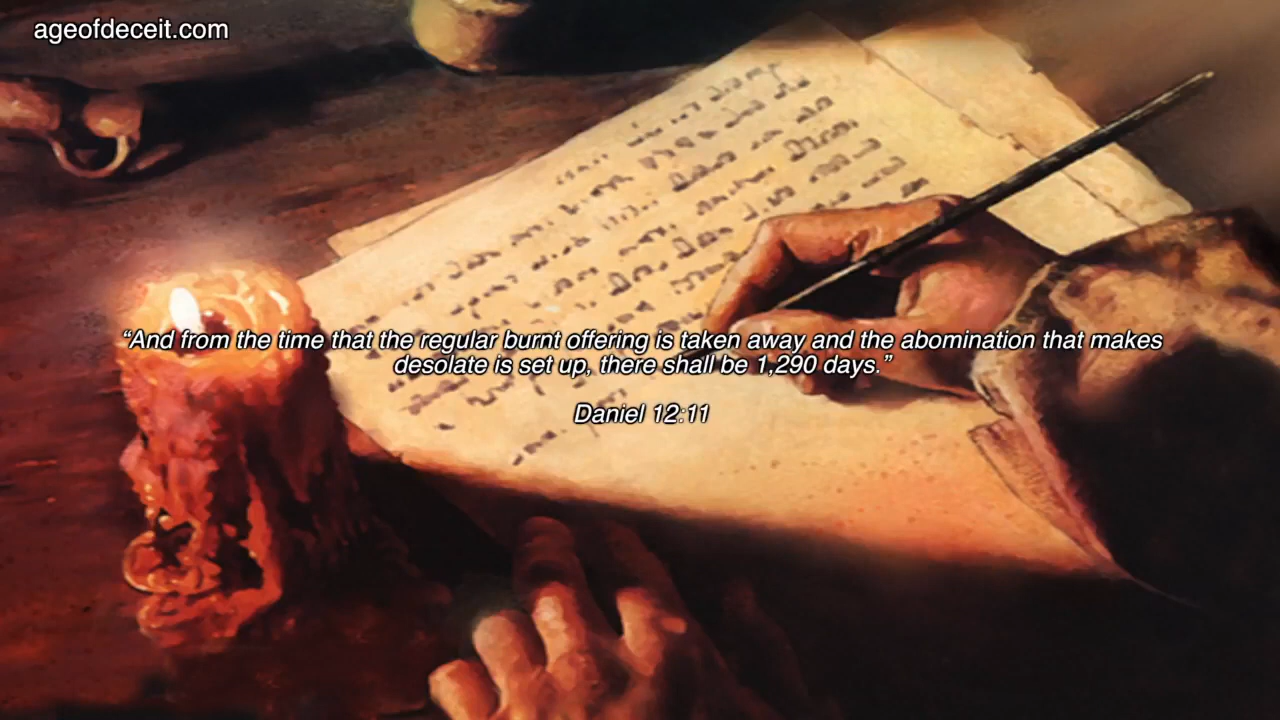 ageofdeceit.com
“And from the time that the regular burnt offering is taken away and the abomination that makes
desolate is set up, there shall be 1,290 days.”
Daniel 12:11